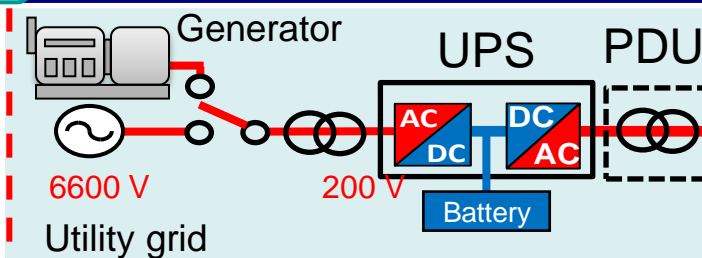 Generator
UPS
PDU
AC
DC
DC
AC
6600 V
200 V
Battery
Utility grid